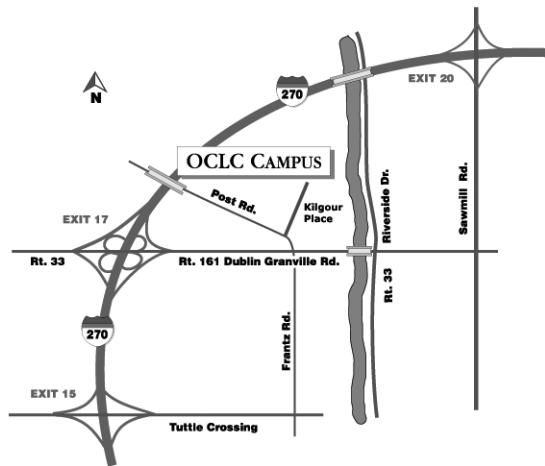 EXIT 20
270
N
OCLC CAMPUS
Post Rd.
Kilgour
Place
Riverside Dr.
Sawmill Rd.
EXIT 17
Rt. 33
Rt. 161 Dublin Granville Rd.
Rt. 33
270
Frantz Rd.
EXIT 15
Tuttle Crossing